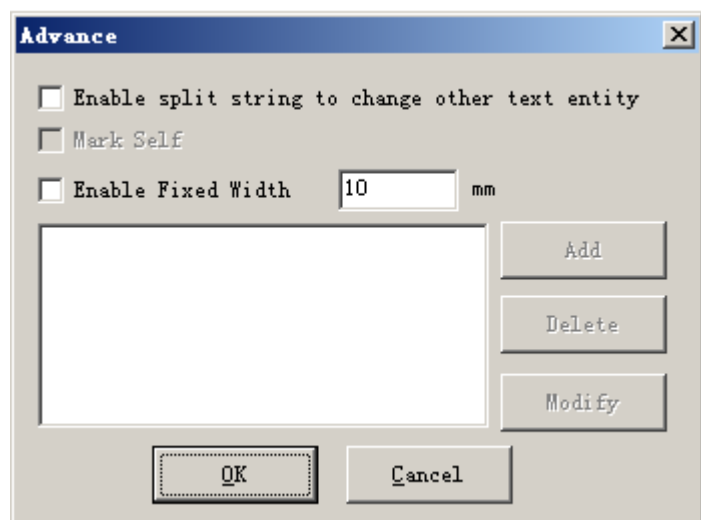 Advance
Enable split string to change other text entity
Mark Self
Enable Fixed Width 10 mm
Add
Delete
Modify
OK Cancel